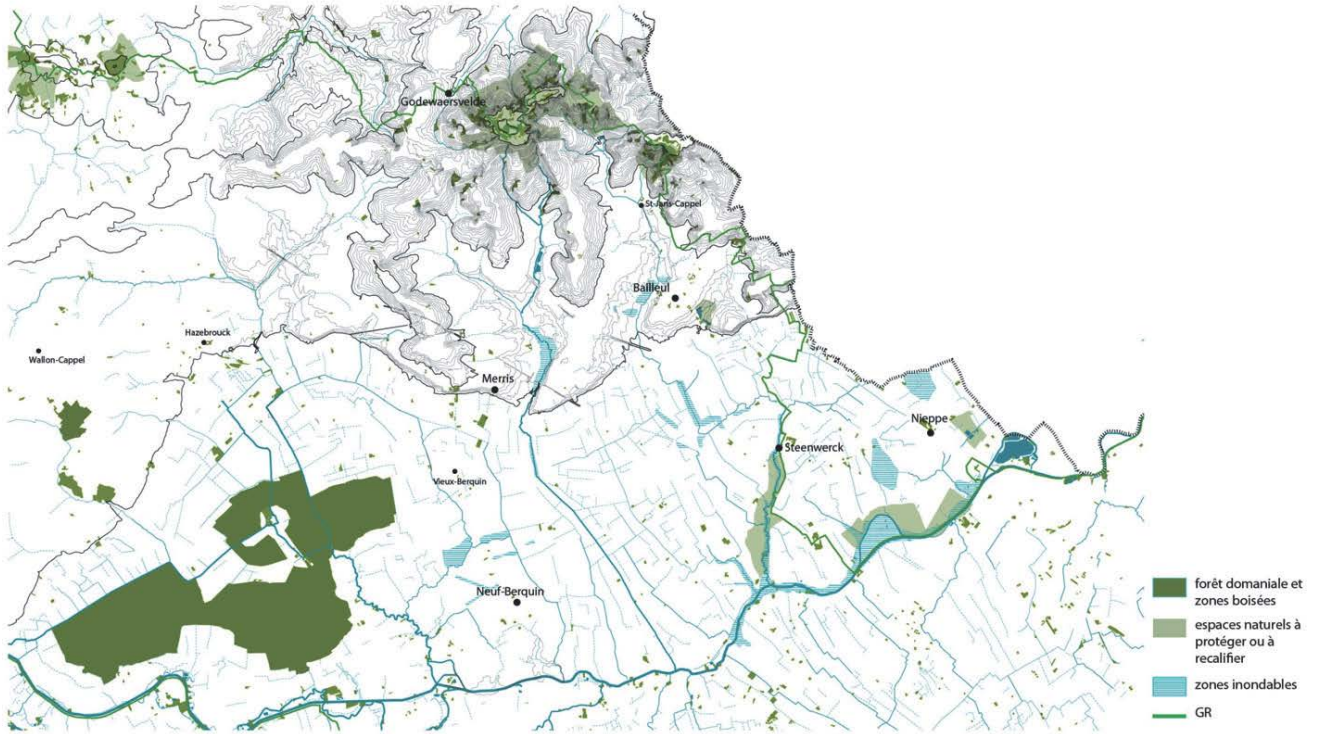 Godewaersvelde
St-Jans-Cappel
Bailleul
Hazebrouck
Wallon-Cappel
Merris
Nieppe
Steenwerck
Vieux-Berquin
Neuf-Berquin
forêt domaniale et
zones boisées
espaces naturels à
protéger ou à
recalifier
zones inondables
GR